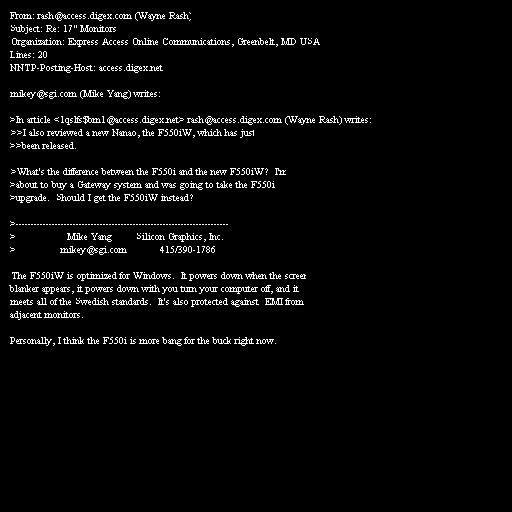 From: rash@access.digex.com (Wayne Rash)
Subject: Re: 17" Monitors
Organization: Express Access Online Communications, Greenbelt, MD USA
Lines: 20
NNTP-Posting-Host: access.digex.net
mikey@sgi.com (Mike Yang) writes:
>In article <1qslfs$bm1@access.digex.net> rash@access.digex.com (Wayne Rash) writes:
>>I also reviewed a new Nanao, the F550iW, which has just
>>been released.
>What's the difference between the F550i and the new F550iW?  I'm
>about to buy a Gateway system and was going to take the F550i
>upgrade.  Should I get the F550iW instead?
>-----------------------------------------------------------------------
>                 Mike Yang        Silicon Graphics, Inc.
>               mikey@sgi.com           415/390-1786
The F550iW is optimized for Windows.  It powers down when the screen
blanker appears, it powers down with you turn your computer off, and it
meets all of the Swedish standards.  It's also protected against  EMI from
adjacent monitors.
Personally, I think the F550i is more bang for the buck right now.